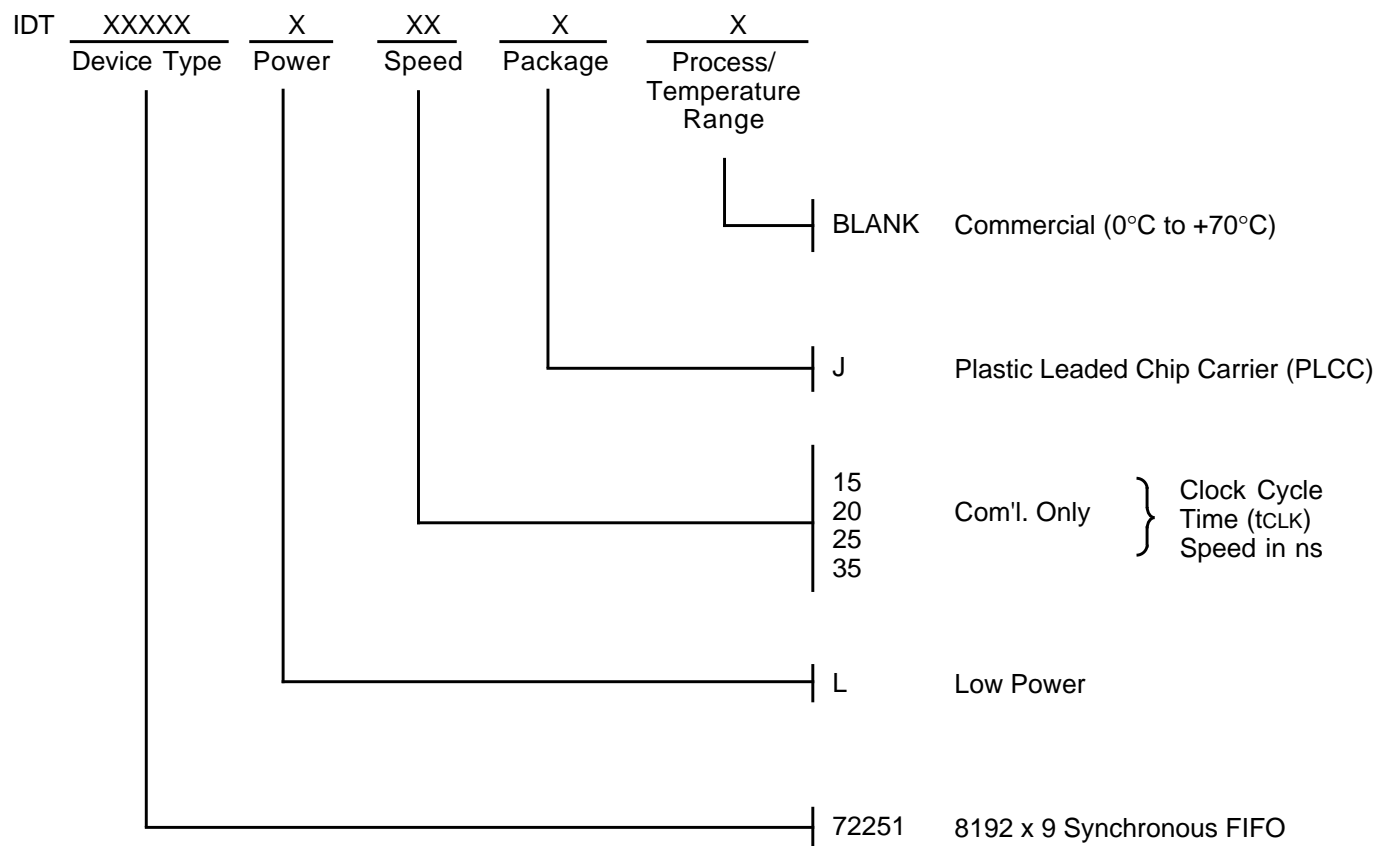 IDT XXXXX X XX X X
Device Type Power Speed Package Process/
Temperature
Range
BLANK Commercial (0°C to +70°C)
J Plastic Leaded Chip Carrier (PLCC)
15
20 Com'l. Only Clock Cycle
25 Time (tCLK)
35 Speed in ns
L Low Power
72251 8192 x 9 Synchronous FIFO